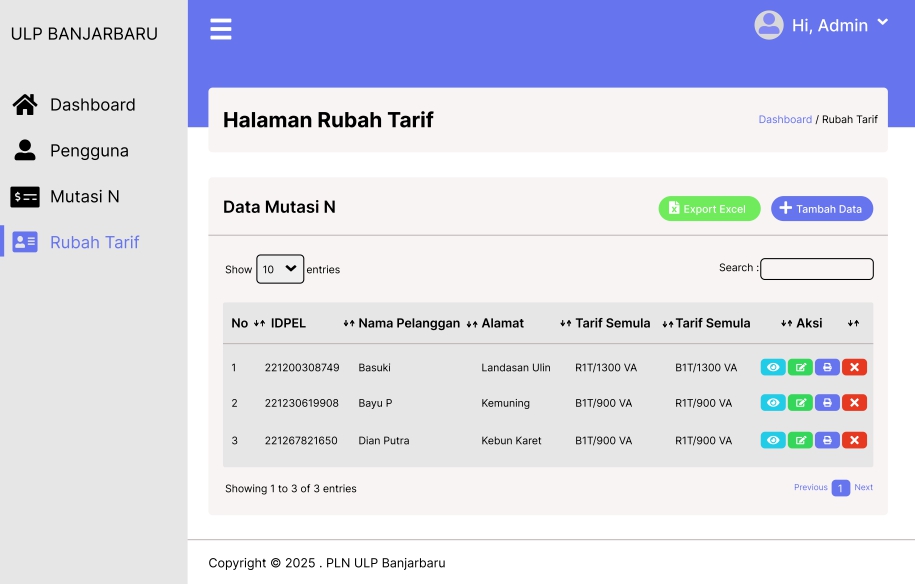 ULP BANJARBARU
Hi, Admin
Dashboard
Pengguna
Mutasi N
Rubah Tarif
Halaman Rubah Tarif
Dashboard / Rubah Tarif
Data Mutasi N
Export Excel
Tambah Data
Show 10 entries
Search :
No IDPEL Nama Pelanggan Alamat Tarif Semula Tarif Semula Aksi
1 221200308749 Basuki Landasan Ulin R1T/1300 VA B1T/1300 VA
2 221230619908 Bayu P Kemuning B1T/900 VA R1T/900 VA
3 221267821650 Dian Putra Kebun Karet B1T/900 VA R1T/900 VA
Showing 1 to 3 of 3 entries
Previous 1 Next
Copyright © 2025 . PLN ULP Banjarbaru